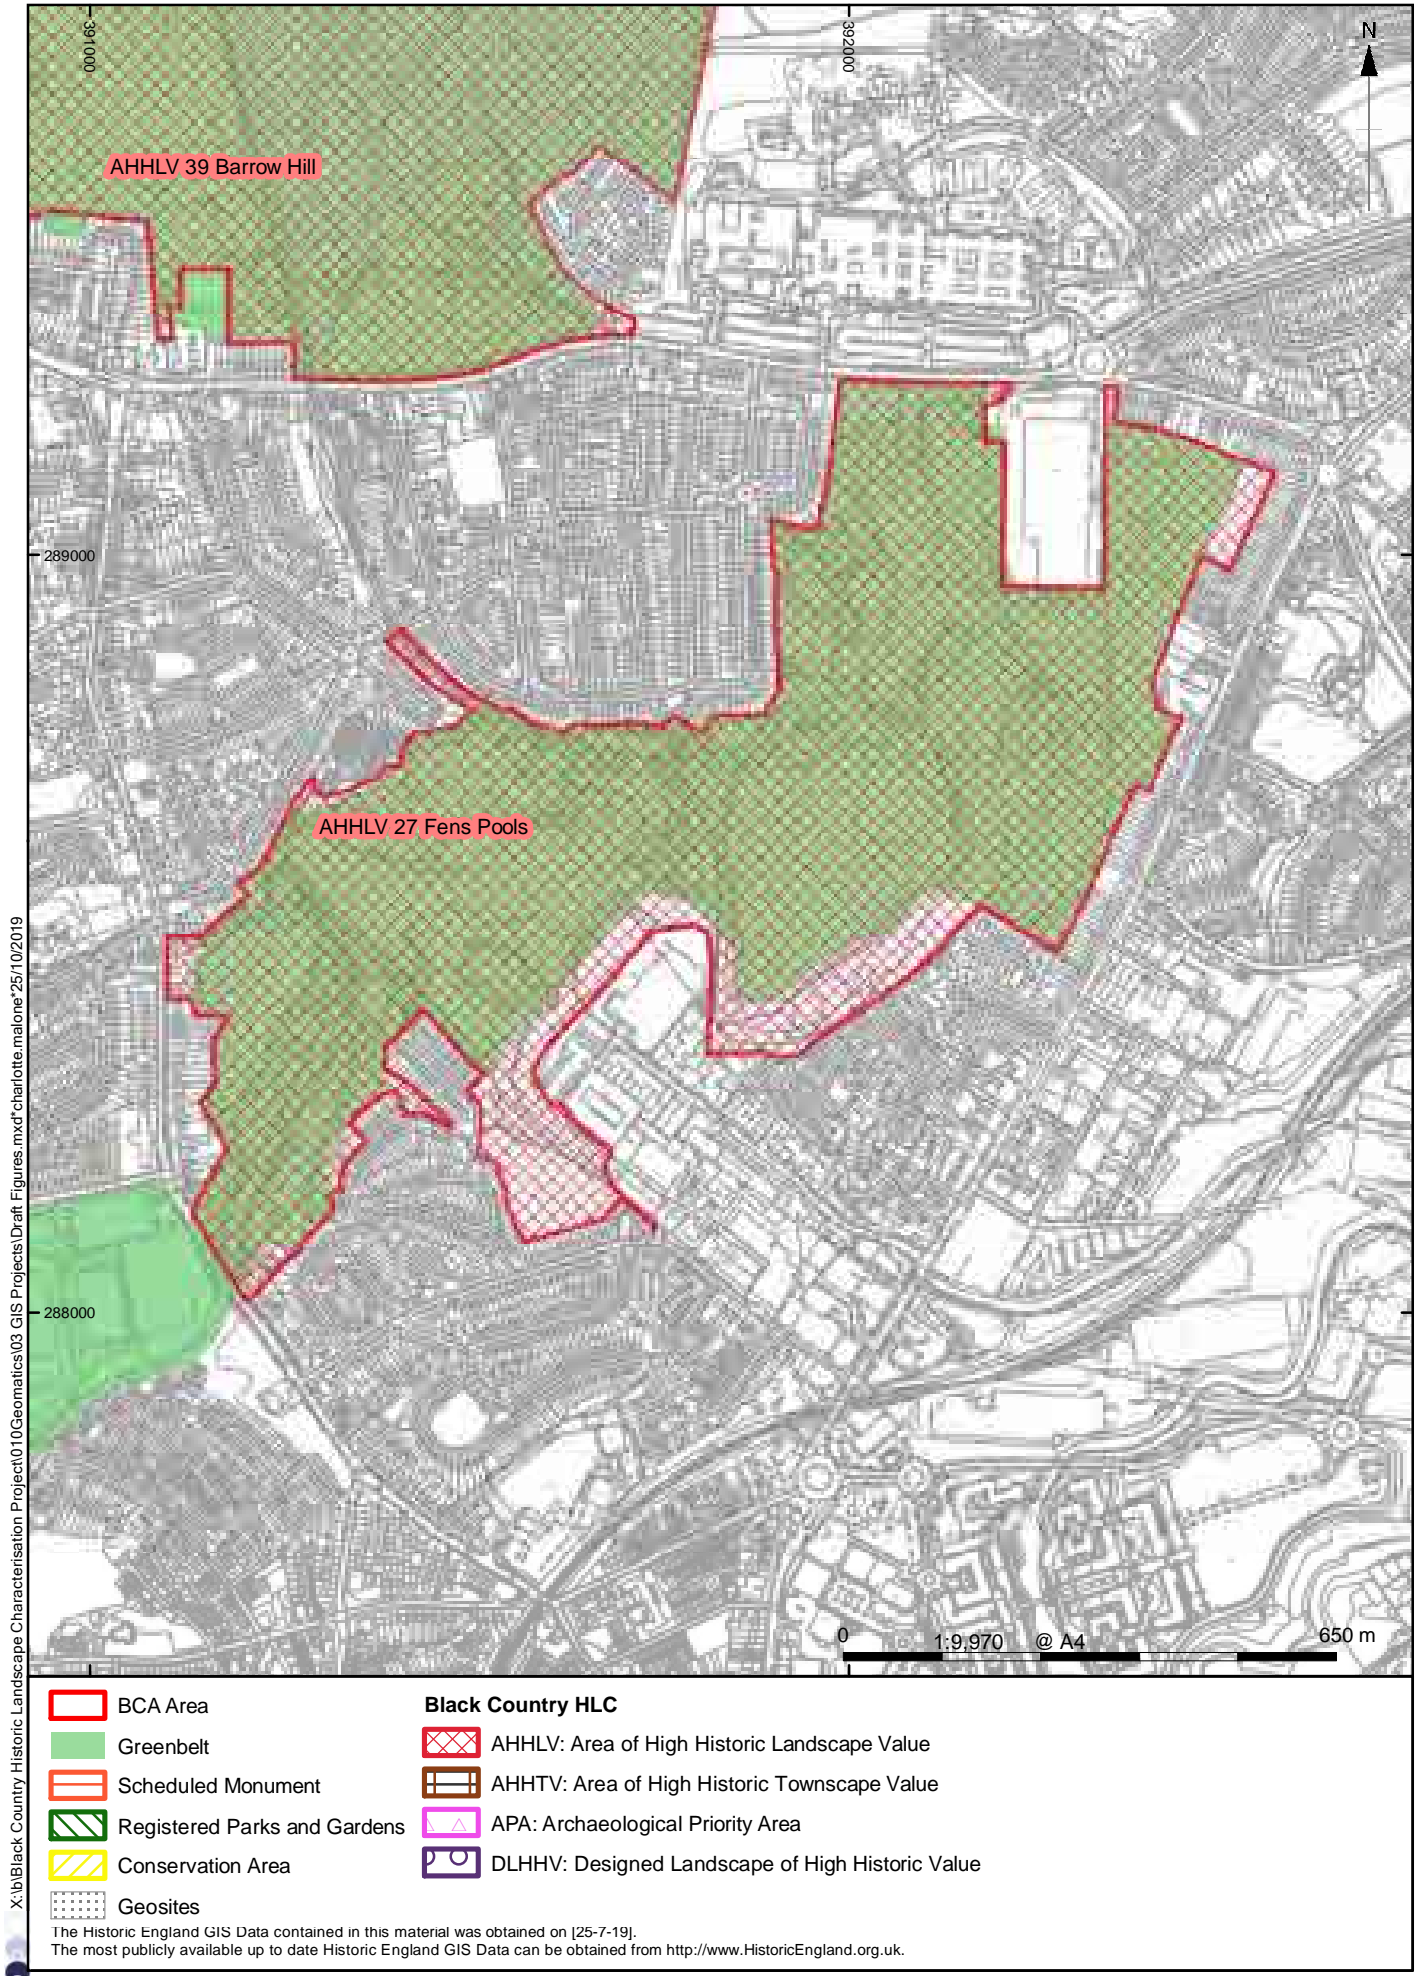 391000
392000
N
AHHLV 39 Barrow Hill
289000
AHHLV 27 Fens Pools
288000
0
1:9,970 @ A4
650 m
X:\b\Black Country Historic Landscape Characterisation Project\010Geomatics\03 GIS Projects\Draft Figures.mxd*charlotte.malone*25/10/2019
BCA Area
Greenbelt
Scheduled Monument
Registered Parks and Gardens
Conservation Area
Geosites
Black Country HLC
AHHLV: Area of High Historic Landscape Value
AHHTV: Area of High Historic Townscape Value
APA: Archaeological Priority Area
DLHHV: Designed Landscape of High Historic Value
The Historic England GIS Data contained in this material was obtained on [25-7-19].
The most publicly available up to date Historic England GIS Data can be obtained from http://www.HistoricEngland.org.uk.